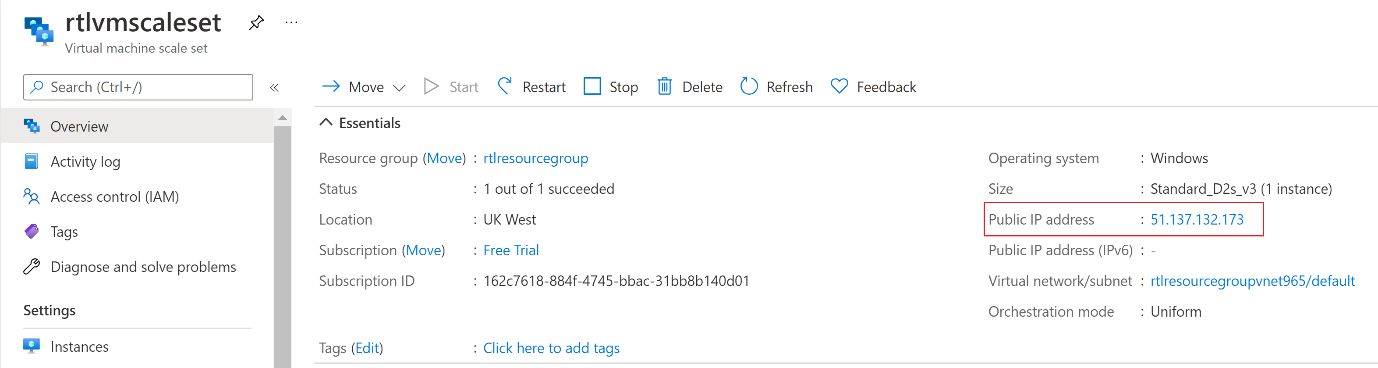 rtlvmscaleset
Virtual machine scale set
Search (Ctrl+/)
Overview
Activity log
Access control (IAM)
Tags
Diagnose and solve problems
Settings
Instances
Move Start Restart Stop Delete Refresh Feedback
Essentials
Resource group (Move) : rtlresourcegroup
Status : 1 out of 1 succeeded
Location : UK West
Subscription (Move) : Free Trial
Subscription ID : 162c7618-884f-4745-bbac-31bb8b140d01
Operating system : Windows
Size : Standard_D2s_v3 (1 instance)
Public IP address : 51.137.132.173
Public IP address (IPv6) : -
Virtual network/subnet : rtlresourcegroupvnet965/default
Orchestration mode : Uniform
Tags (Edit) : Click here to add tags